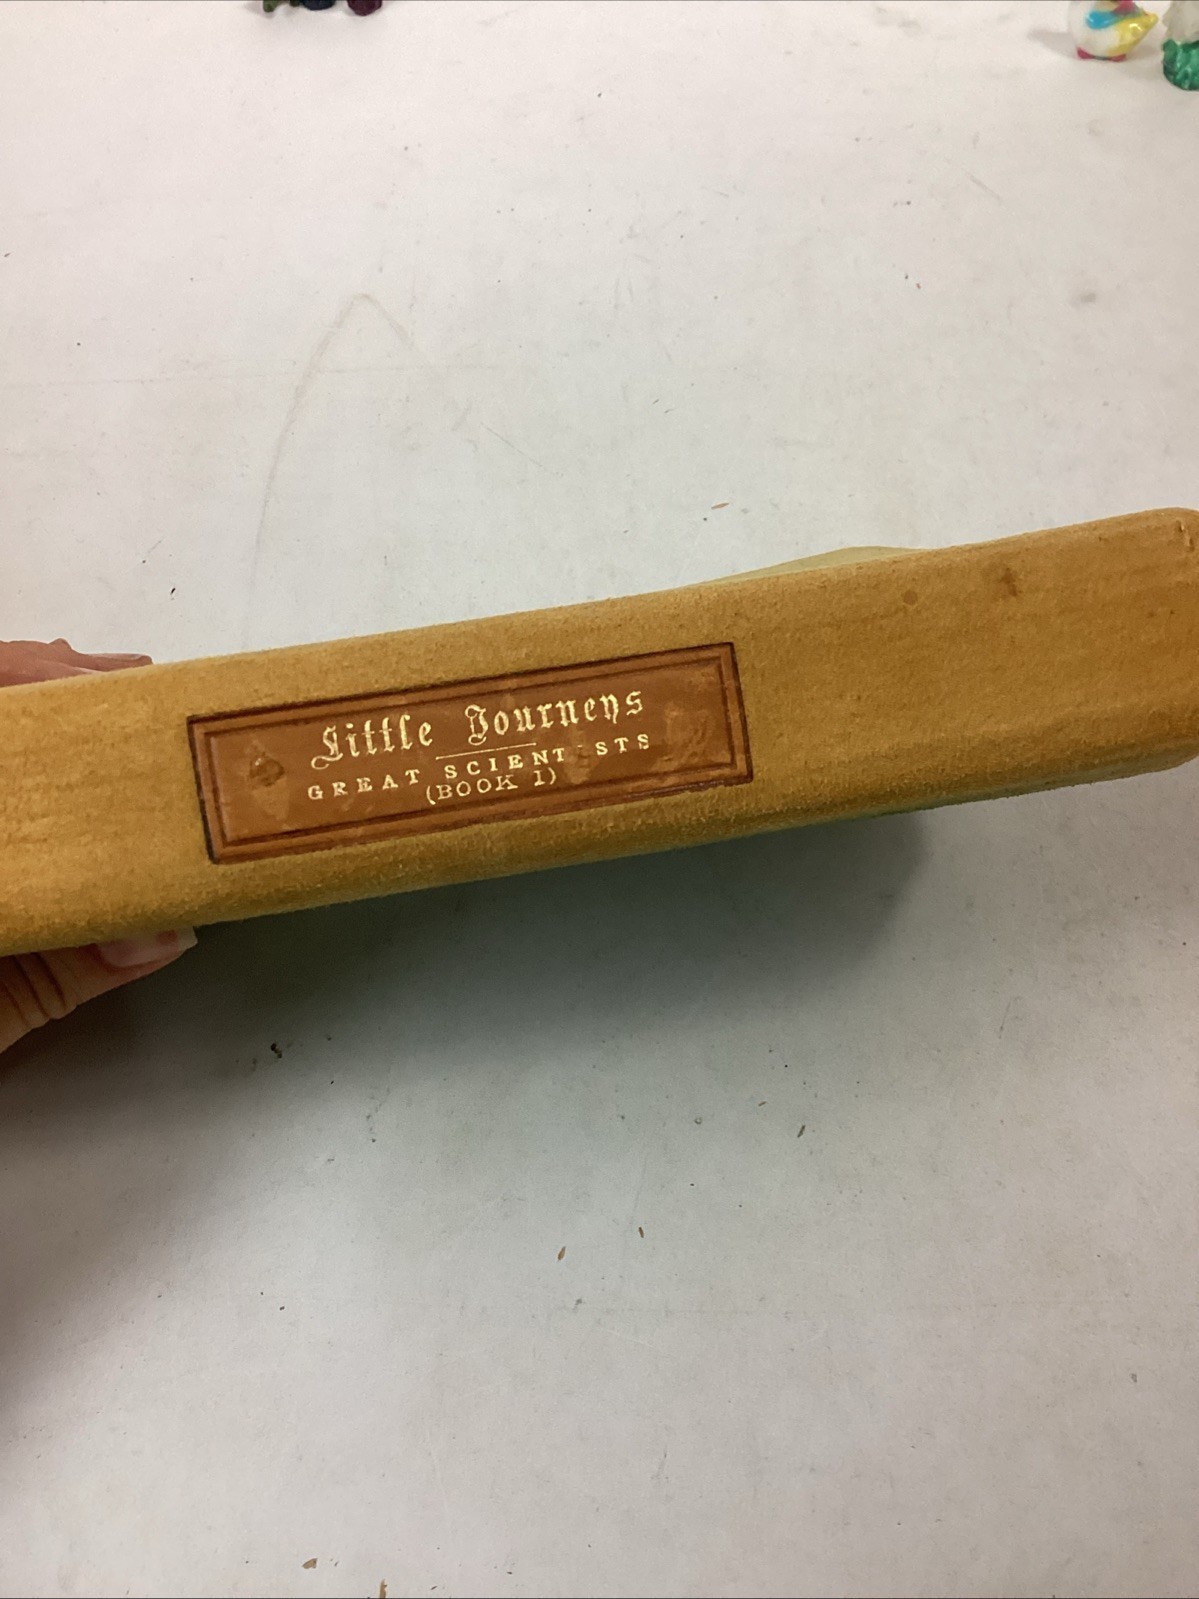 Little Journeys
GREAT SCIENTISTS
(BOOK I)